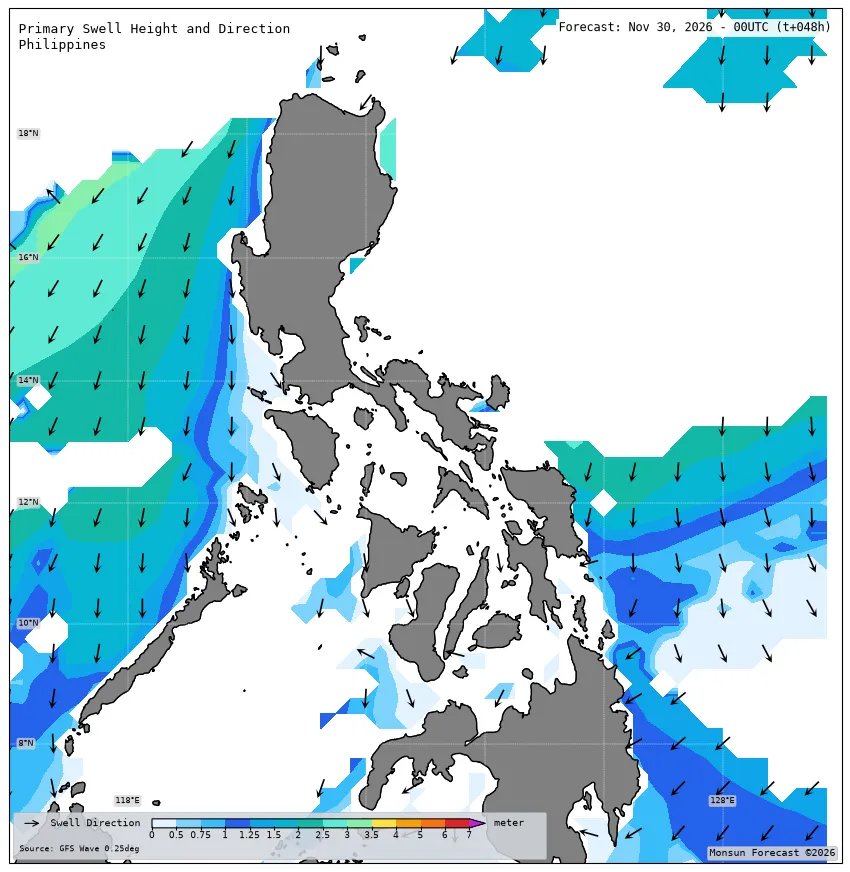 Primary Swell Height and Direction
Philippines
Forecast: Nov 30, 2026 - 00UTC (t+048h)
18°N
16°N
14°N
12°N
10°N
8°N
118°E
128°E
Swell Direction
0 0.5 0.75 1 1.25 1.5 2 2.5 3 3.5 4 5 6 7
meter
Source: GFS Wave 0.25deg
Monsun Forecast ©2026